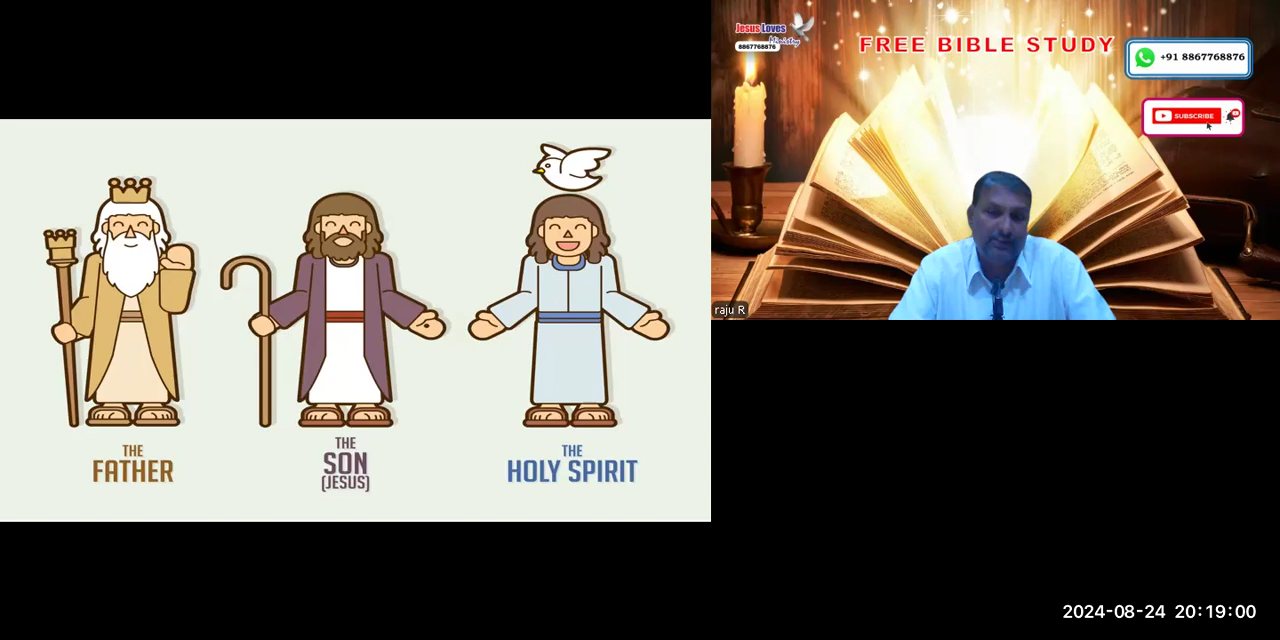 THE
FATHER
THE
SON
(JESUS)
THE
HOLY SPIRIT
Jesus Loves
Ministry
8867768876
FREE BIBLE STUDY
+91 8867768876
SUBSCRIBE
raju R
2024-08-24 20:19:00